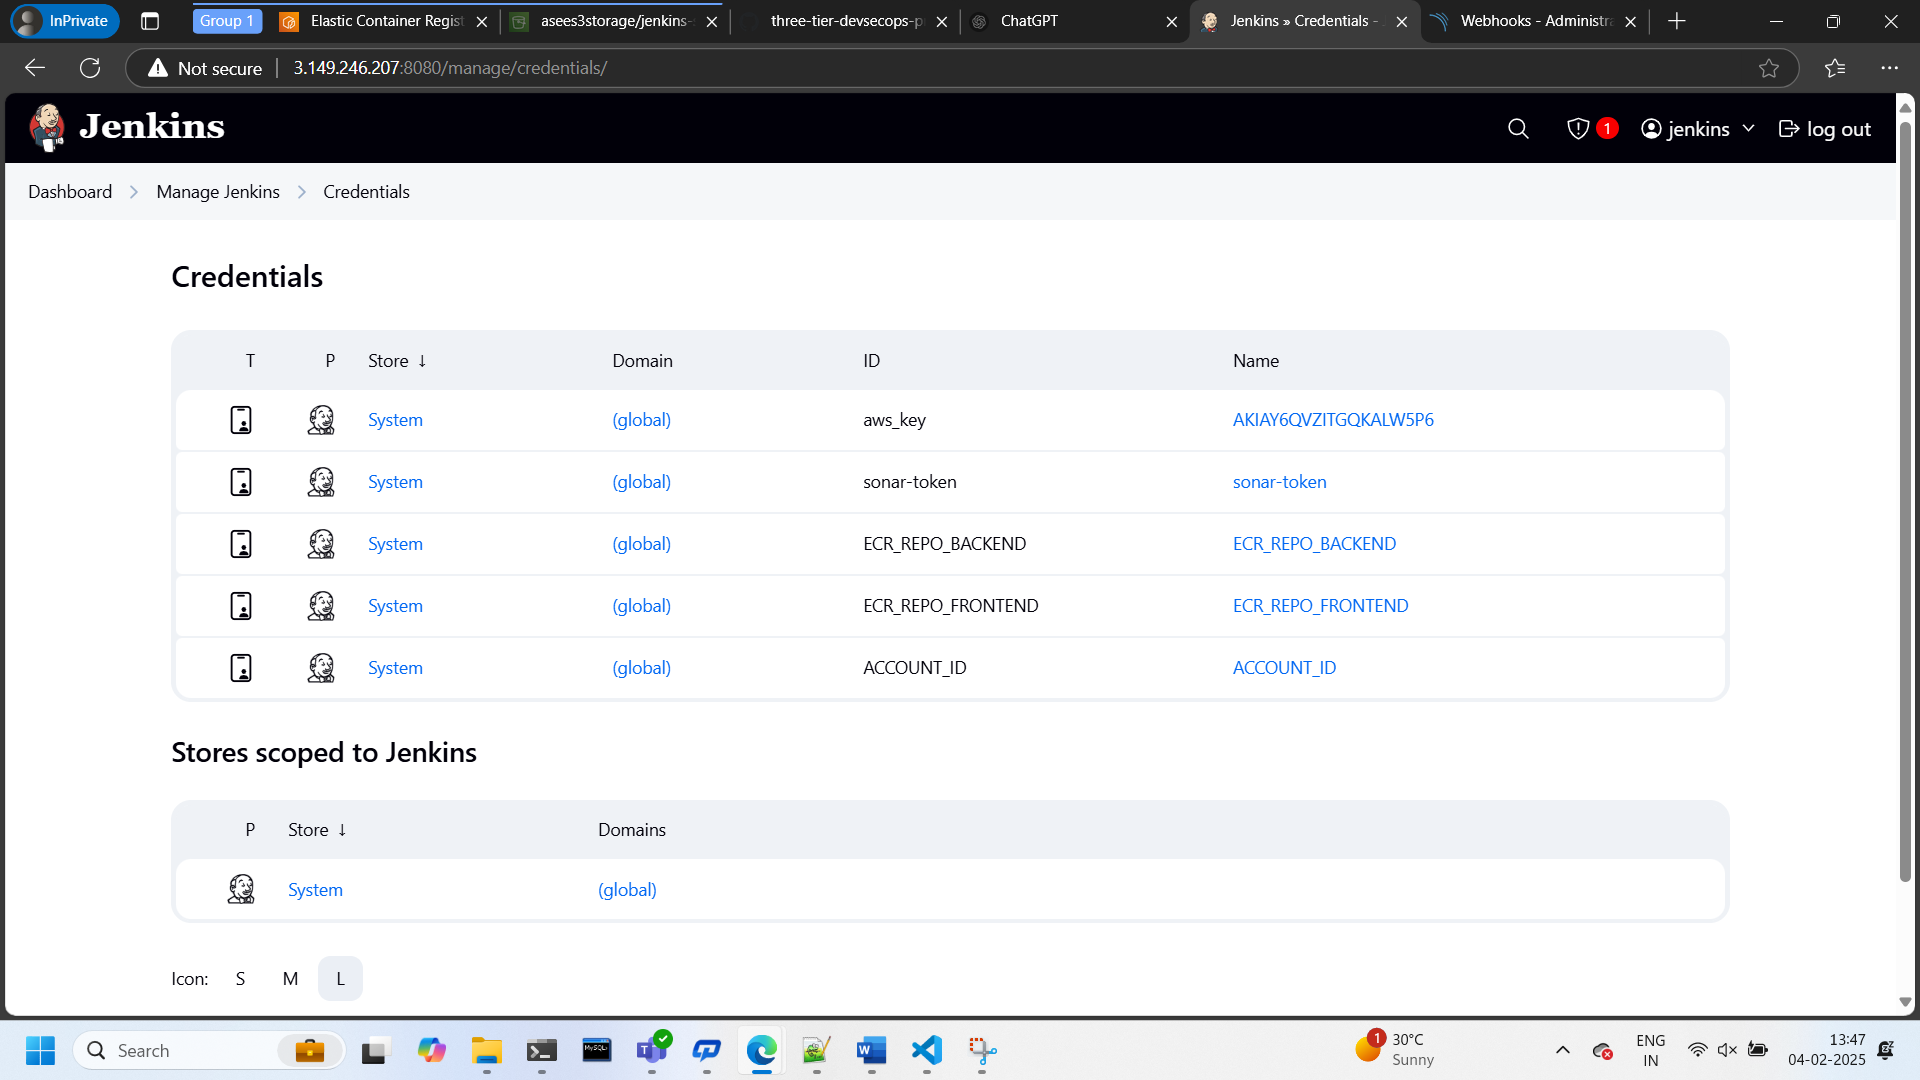 InPrivate
Group 1
Elastic Container Regist
asees3storage/jenkins-
three-tier-devsecops-p
ChatGPT
Jenkins » Credentials -
Webhooks - Administra
Not secure
3.149.246.207:8080/manage/credentials/
Jenkins
1
jenkins
log out
Dashboard
Manage Jenkins
Credentials
Credentials
T P Store ↓ Domain ID Name
System (global) aws_key AKIAY6QVZITGQKALW5P6
System (global) sonar-token sonar-token
System (global) ECR_REPO_BACKEND ECR_REPO_BACKEND
System (global) ECR_REPO_FRONTEND ECR_REPO_FRONTEND
System (global) ACCOUNT_ID ACCOUNT_ID
Stores scoped to Jenkins
P Store ↓ Domains
System (global)
Icon: S M L
Search
MySQL
1
30°C
Sunny
ENG
IN
13:47
04-02-2025